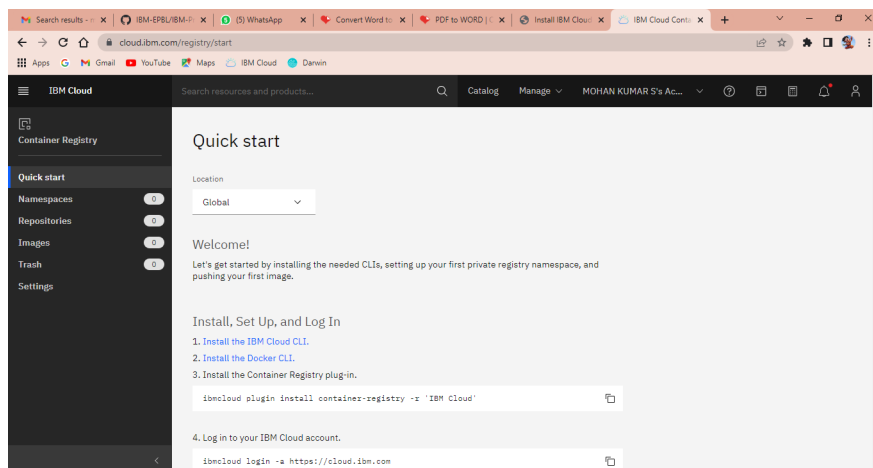 Search results - n
IBM-EPBL/IBM-P
(5) WhatsApp
Convert Word to
PDF to WORD | C
Install IBM Cloud
IBM Cloud Conta
cloud.ibm.com/registry/start
Apps
G
Gmail
YouTube
Maps
IBM Cloud
Darwin
IBM Cloud
Search resources and products...
Catalog
Manage
MOHAN KUMAR S's Ac...
Container Registry
Quick start
Namespaces 0
Repositories 0
Images 0
Trash 0
Settings
Quick start
Location
Global
Welcome!
Let's get started by installing the needed CLIs, setting up your first private registry namespace, and
pushing your first image.
Install, Set Up, and Log In
1. Install the IBM Cloud CLI.
2. Install the Docker CLI.
3. Install the Container Registry plug-in.
ibmcloud plugin install container-registry -r 'IBM Cloud'
4. Log in to your IBM Cloud account.
ibmcloud login -a https://cloud.ibm.com